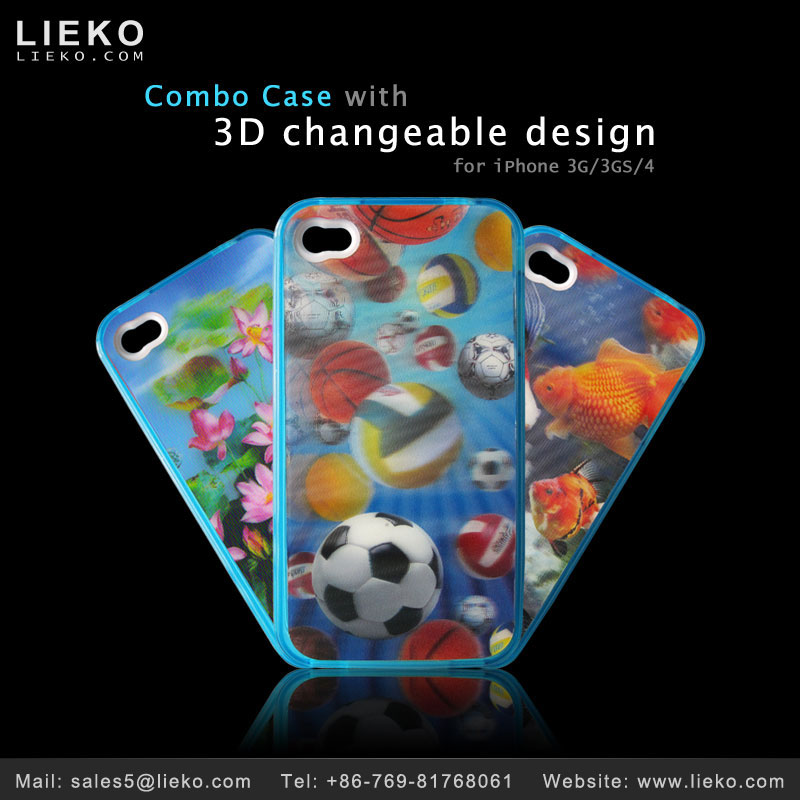 LIEKO
LIEKO.COM
Combo Case with
3D changeable design
for iPhone 3G/3GS/4
Mail: sales5@lieko.com Tel: +86-769-81768061 Website: www.lieko.com